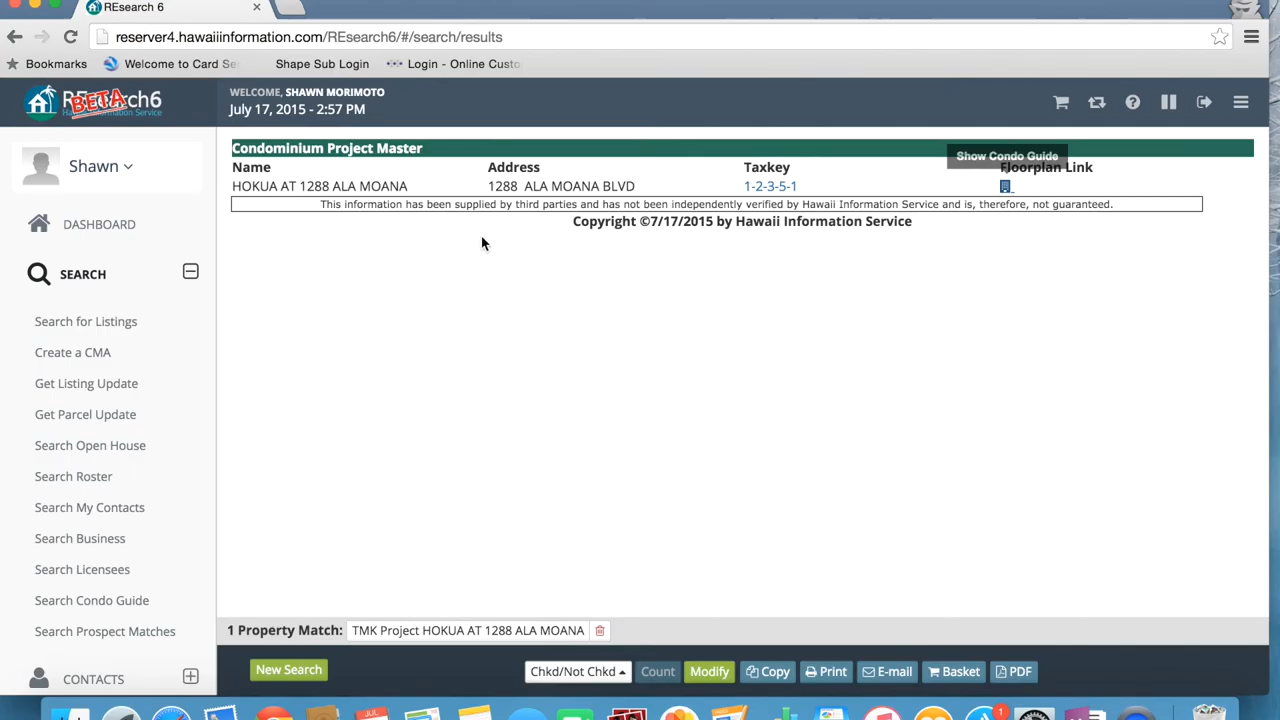 REsearch 6
reserver4.hawaiiinformation.com/REsearch6/#/search/results
Bookmarks Welcome to Card Se Shape Sub Login Login - Online Custo
REsearch6
BETA
Hawaii Information Service
WELCOME, SHAWN MORIMOTO
July 17, 2015 - 2:57 PM
Shawn
DASHBOARD
SEARCH
Search for Listings
Create a CMA
Get Listing Update
Get Parcel Update
Search Open House
Search Roster
Search My Contacts
Search Business
Search Licensees
Search Condo Guide
Search Prospect Matches
CONTACTS
Condominium Project Master
Show Condo Guide
Name Address Taxkey Floorplan Link
HOKUA AT 1288 ALA MOANA 1288 ALA MOANA BLVD 1-2-3-5-1
This information has been supplied by third parties and has not been independently verified by Hawaii Information Service and is, therefore, not guaranteed.
Copyright ©7/17/2015 by Hawaii Information Service
1 Property Match: TMK Project HOKUA AT 1288 ALA MOANA
New Search Chkd/Not Chkd Count Modify Copy Print E-mail Basket PDF
JUL
1